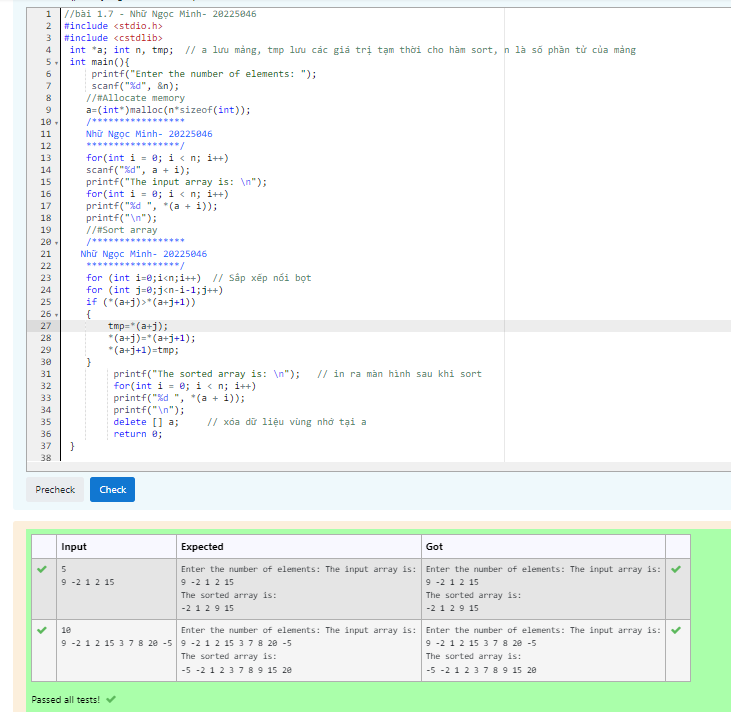 1 //bài 1.7 - Nhữ Ngọc Minh- 20225046
2 #include <stdio.h>
3 #include <cstdlib>
4 int *a; int n, tmp;  // a lưu mảng, tmp lưu các giá trị tạm thời cho hàm sort, n là số phần tử của mảng
5 int main(){
6 printf("Enter the number of elements: ");
7 scanf("%d", &n);
8 //#Allocate memory
9 a=(int*)malloc(n*sizeof(int));
10 /*****************
11 Nhữ Ngọc Minh- 20225046
12 *****************/
13 for(int i = 0; i < n; i++)
14 scanf("%d", a + i);
15 printf("The input array is: \n");
16 for(int i = 0; i < n; i++)
17 printf("%d ", *(a + i));
18 printf("\n");
19 //#Sort array
20 /*****************
21 Nhữ Ngọc Minh- 20225046
22 *****************/
23 for (int i=0;i<n;i++)  // Sắp xếp nổi bọt
24 for (int j=0;j<n-i-1;j++)
25 if (*(a+j)>*(a+j+1))
26 {
27 tmp=*(a+j);
28 *(a+j)=*(a+j+1);
29 *(a+j+1)=tmp;
30 }
31 printf("The sorted array is: \n");   // in ra màn hình sau khi sort
32 for(int i = 0; i < n; i++)
33 printf("%d ", *(a + i));
34 printf("\n");
35 delete [] a;     // xóa dữ liệu vùng nhớ tại a
36 return 0;
37 }
38
Precheck Check
Input Expected Got
5 Enter the number of elements: The input array is: Enter the number of elements: The input array is:
9 -2 1 2 15 9 -2 1 2 15 9 -2 1 2 15
The sorted array is: The sorted array is:
-2 1 2 9 15 -2 1 2 9 15
10 Enter the number of elements: The input array is: Enter the number of elements: The input array is:
9 -2 1 2 15 3 7 8 20 -5 9 -2 1 2 15 3 7 8 20 -5 9 -2 1 2 15 3 7 8 20 -5
The sorted array is: The sorted array is:
-5 -2 1 2 3 7 8 9 15 20 -5 -2 1 2 3 7 8 9 15 20
Passed all tests!